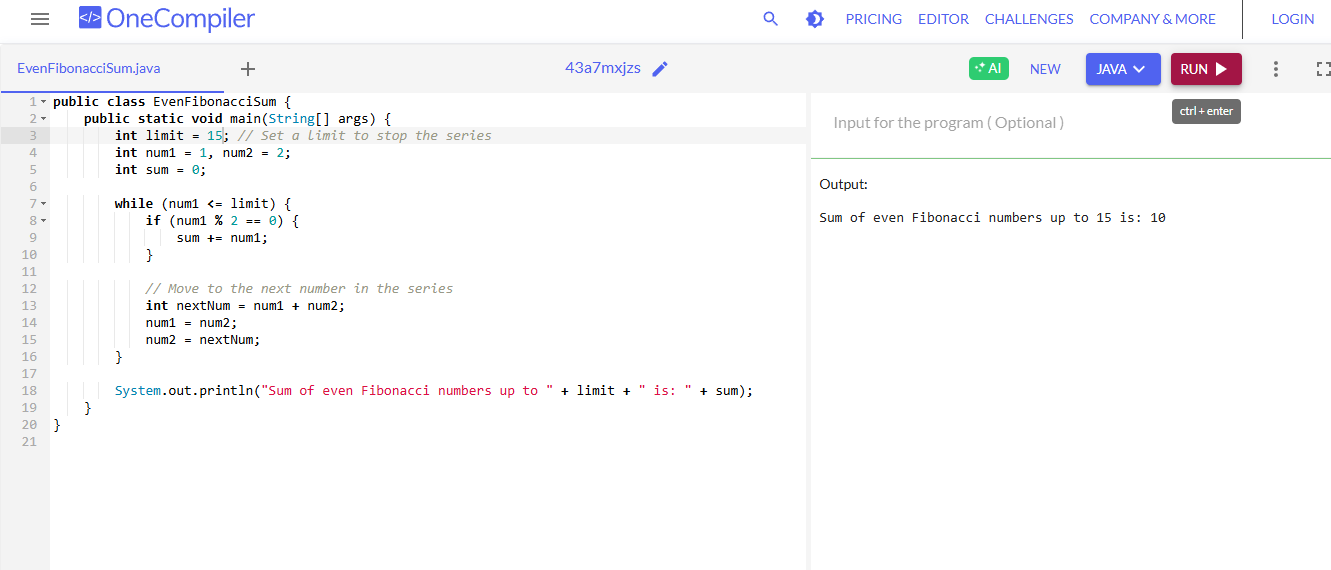 </> OneCompiler
PRICING EDITOR CHALLENGES COMPANY & MORE LOGIN
EvenFibonacciSum.java
43a7mxjzs
AI NEW JAVA RUN
ctrl + enter
1 public class EvenFibonacciSum {
2     public static void main(String[] args) {
3         int limit = 15; // Set a limit to stop the series
4         int num1 = 1, num2 = 2;
5         int sum = 0;
6
7         while (num1 <= limit) {
8             if (num1 % 2 == 0) {
9                 sum += num1;
10             }
11
12             // Move to the next number in the series
13             int nextNum = num1 + num2;
14             num1 = num2;
15             num2 = nextNum;
16         }
17
18         System.out.println("Sum of even Fibonacci numbers up to " + limit + " is: " + sum);
19     }
20 }
21
Input for the program ( Optional )
Output:
Sum of even Fibonacci numbers up to 15 is: 10